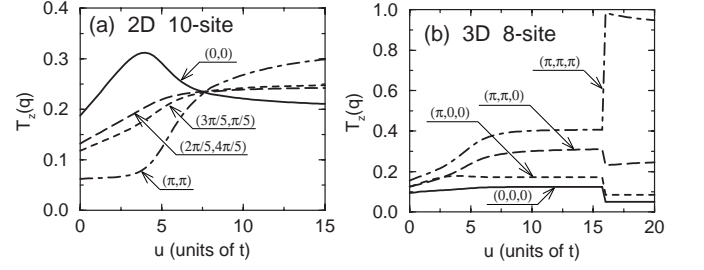 (a) 2D 10-site
T_z(q)
0.4
0.3
0.2
0.1
0.0
(0,0)
(3π/5,π/5)
(2π/5,4π/5)
(π,π)
0 5 10 15
u (units of t)
(b) 3D 8-site
T_z(q)
1.0
0.8
0.6
0.4
0.2
0.0
(π,π,π)
(π,π,0)
(π,0,0)
(0,0,0)
0 5 10 15 20
u (units of t)